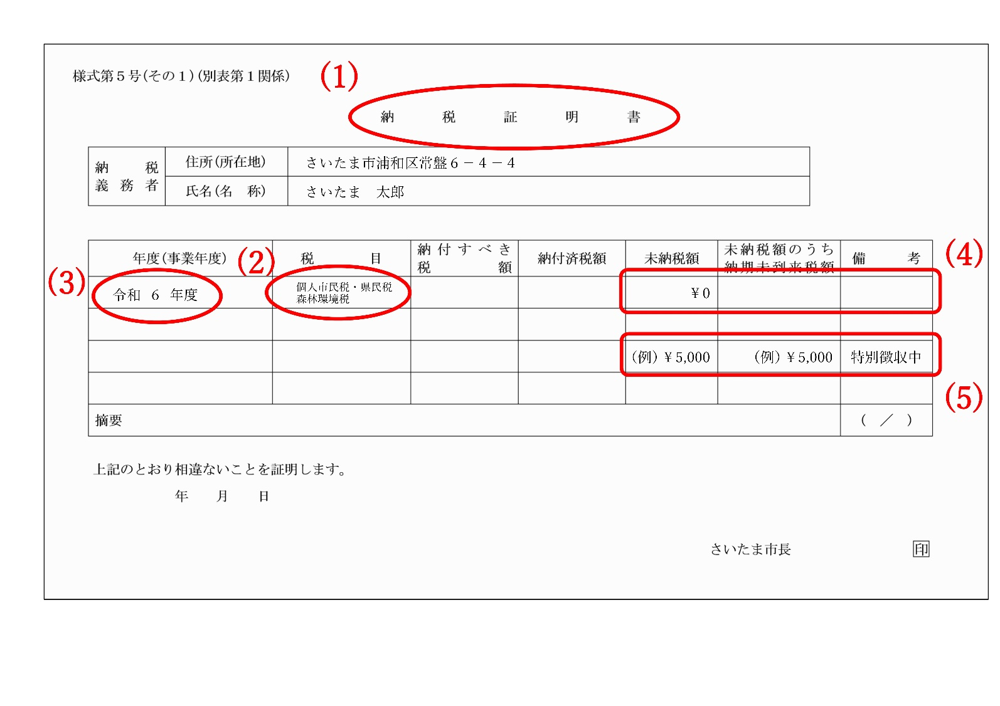 様式第５号(その１)(別表第１関係)
(1)
納　税　証　明　書
納　税
義　務　者
住所(所在地)
さいたま市浦和区常盤６－４－４
氏名(名　称)
さいたま　太郎
年度(事業年度)
(2)
税　目
納付すべき
税　額
納付済税額
未納税額
未納税額のうち
納期未到来税額
備　考
(4)
(3)
令和　6　年度
個人市民税・県民税
森林環境税
¥0
(例) ¥5,000
(例) ¥5,000
特別徴収中
(5)
摘要
(　／　)
上記のとおり相違ないことを証明します。
年　月　日
さいたま市長
印